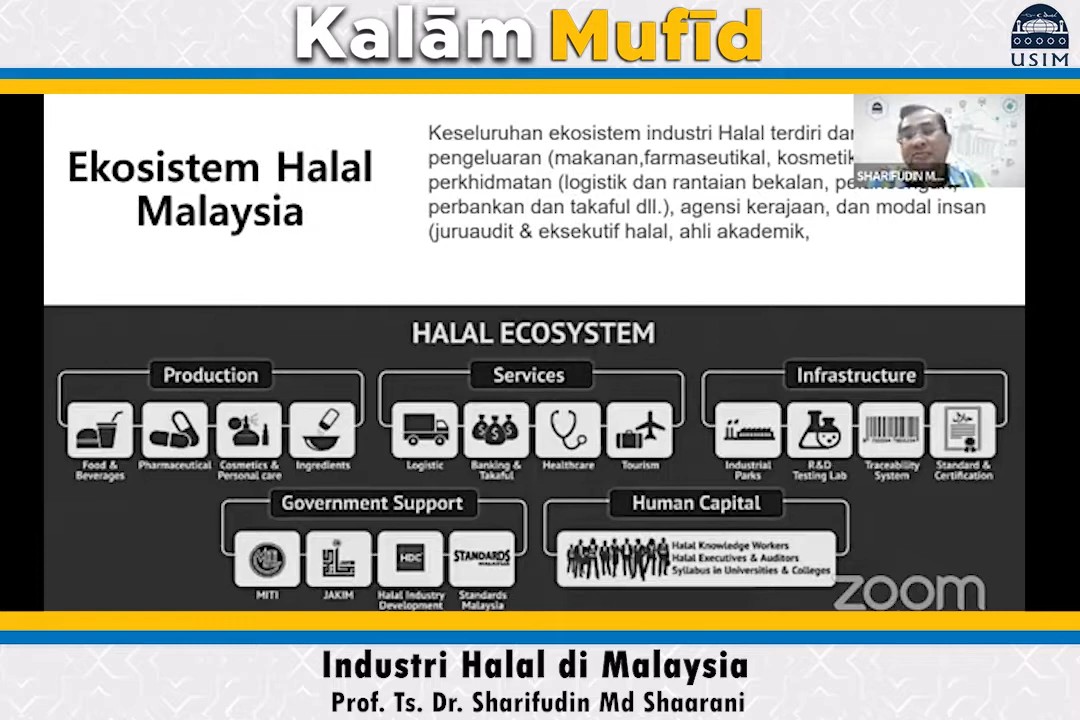 Kalām Mufīd
USIM
Ekosistem Halal
Malaysia
Keseluruhan ekosistem industri Halal terdiri
pengeluaran (makanan,farmaseutikal, kosmetik
perkhidmatan (logistik dan rantaian bekalan,
perbankan dan takaful dll.), agensi kerajaan, dan modal insan
(juruaudit & eksekutif halal, ahli akademik,
SHARIFUDIN M...
HALAL ECOSYSTEM
Production
Food &
Beverages
Pharmaceutical
Cosmetics &
Personal care
Ingredients
Services
Logistic
Banking &
Takaful
Healthcare
Tourism
Infrastructure
Industrial
Parks
R&D
Testing Lab
Traceability
System
Standard &
Certification
Government Support
MITI
JAKIM
HDC
Halal Industry
Development
STANDARDS
MALAYSIA
Standards
Malaysia
Human Capital
Halal Knowledge Workers
Halal Executives & Auditors
Syllabus in Universities & Colleges
zoom
Industri Halal di Malaysia
Prof. Ts. Dr. Sharifudin Md Shaarani